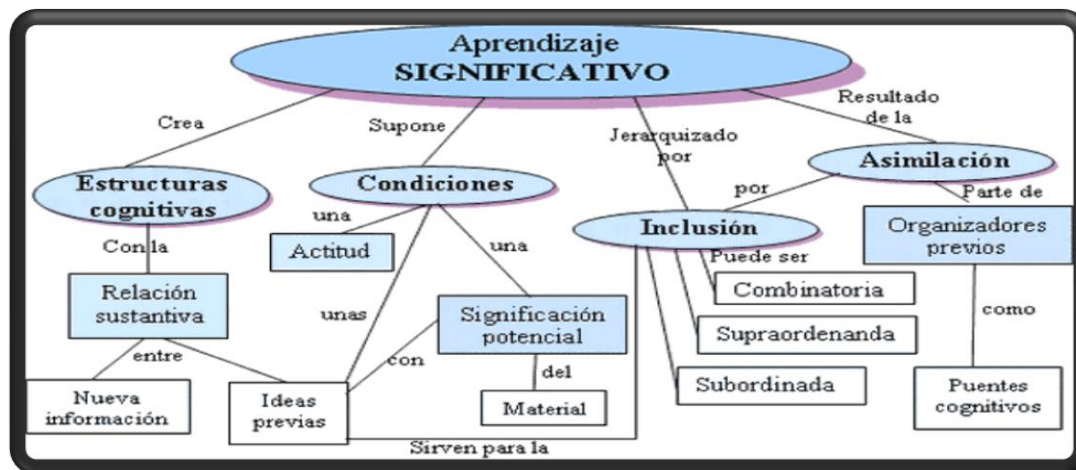 Aprendizaje
SIGNIFICATIVO
Crea
Supone
Jerarquizado
por
Resultado
de la
Estructuras
cognitivas
Condiciones
Asimilación
por
Parte de
Con la
una
Actitud
una
Inclusión
Organizadores
previos
Puede ser
Combinatoria
Relación
sustantiva
unas
Significación
potencial
Supraordenanda
como
entre
con
del
Subordinada
Nueva
información
Ideas
previas
Material
Puentes
cognitivos
Sirven para la